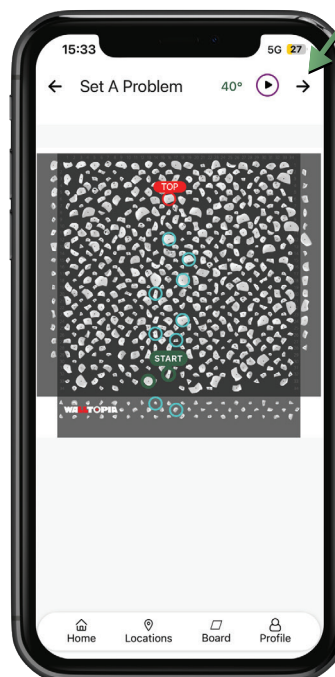 15:33
5G 27
Set A Problem
40°
TOP
START
WALLTOPIA
Home
Locations
Board
Profile